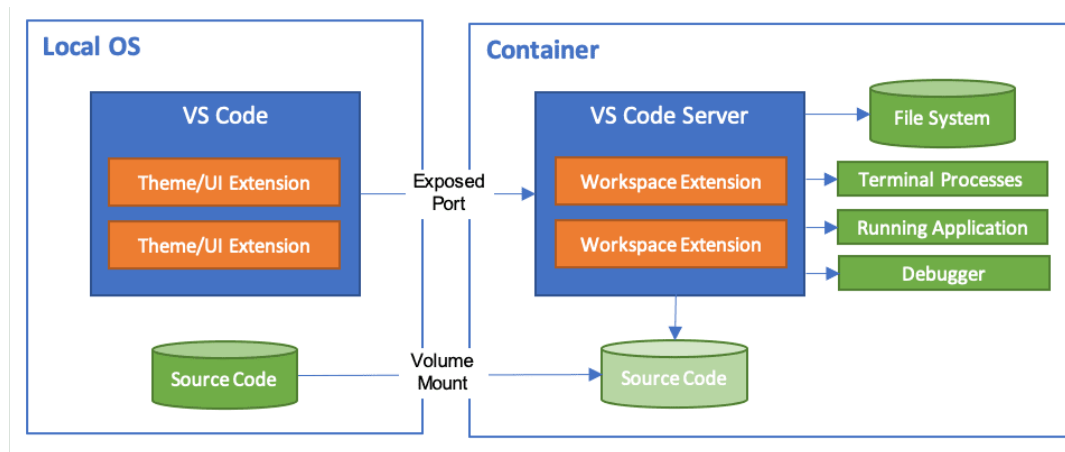 Local OS
VS Code
Theme/UI Extension
Theme/UI Extension
Source Code
Exposed
Port
Volume
Mount
Container
VS Code Server
Workspace Extension
Workspace Extension
Source Code
File System
Terminal Processes
Running Application
Debugger